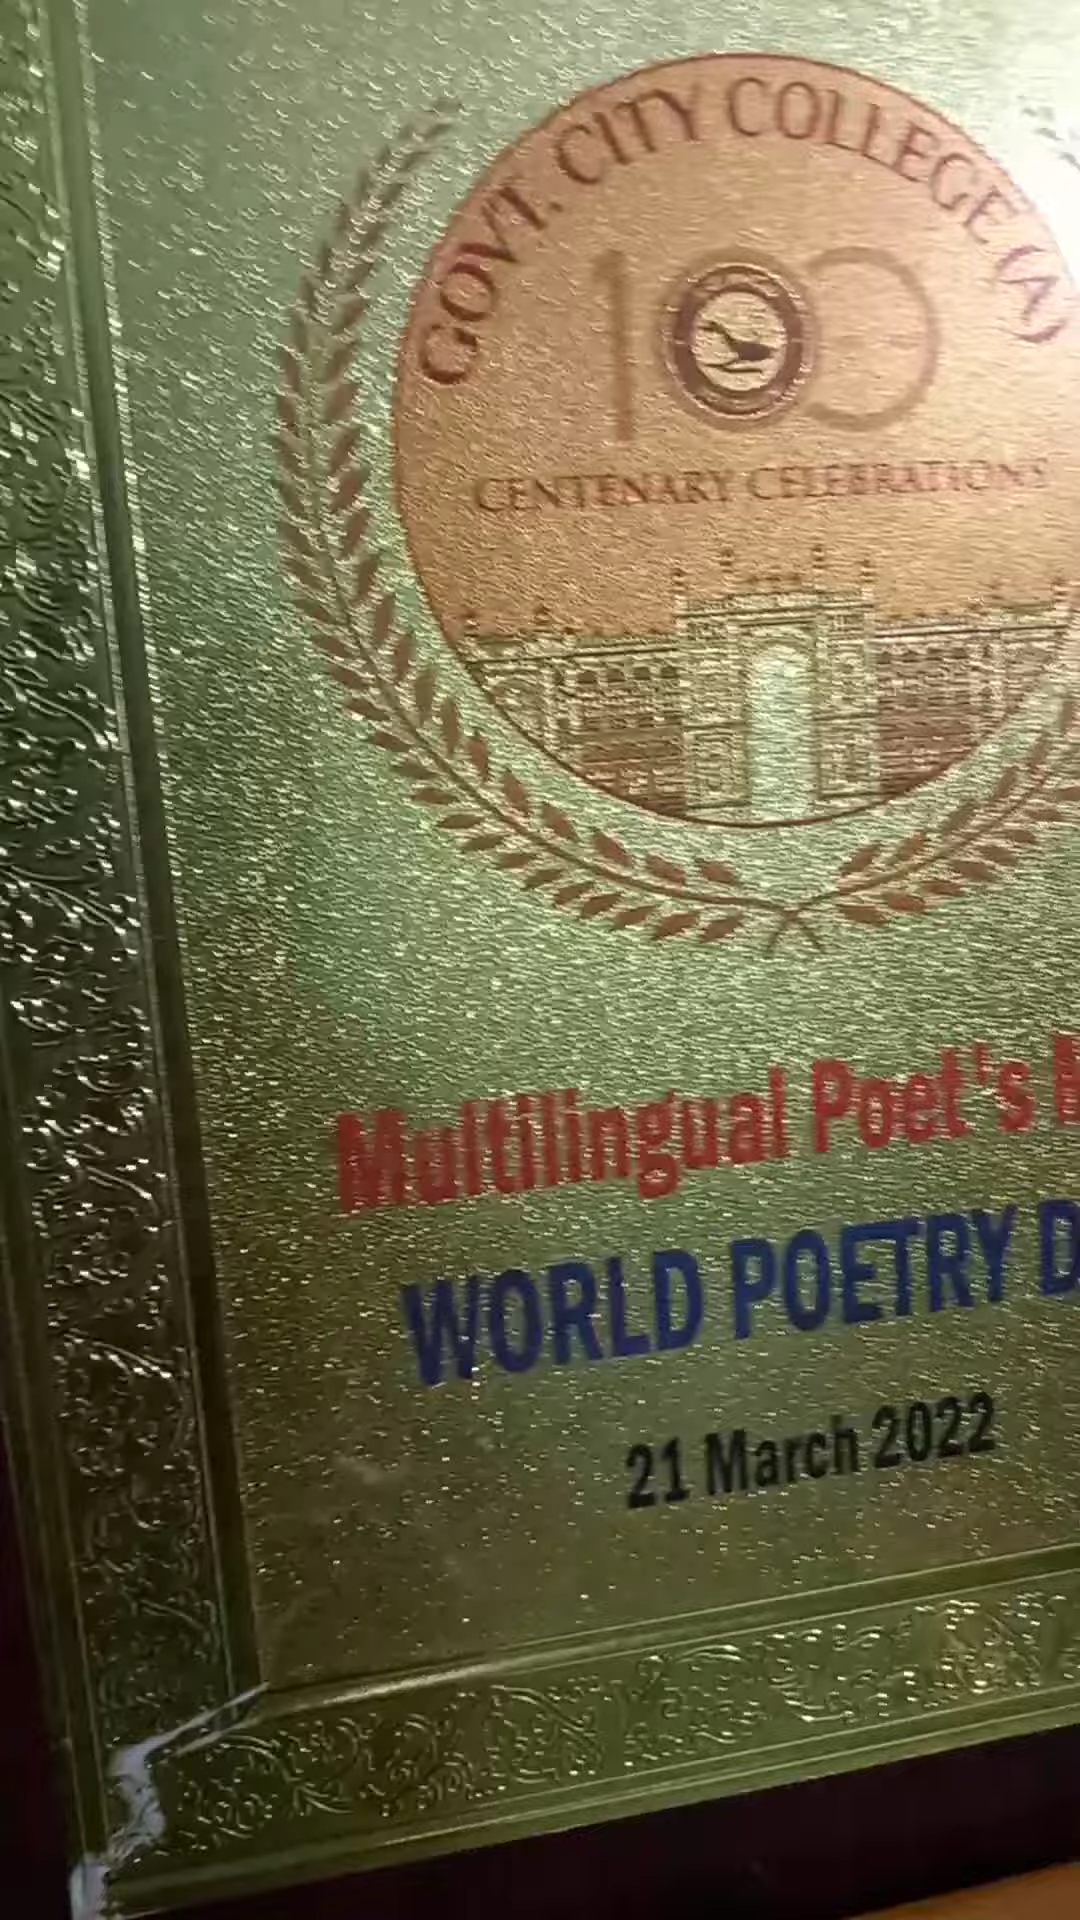 GOVT. CITY COLLEGE (A)
100
CENTENARY CELEBRATIONS
Multilingual Poet's
WORLD POETRY
21 March 2022